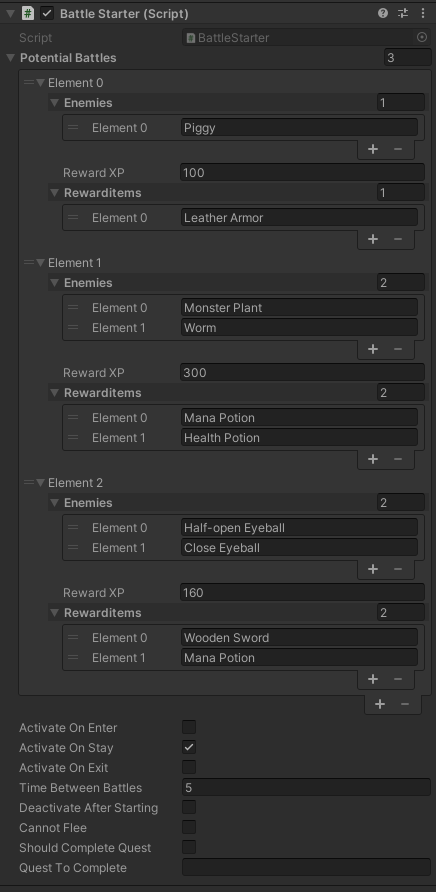 Battle Starter (Script)
Script BattleStarter
Potential Battles 3
Element 0
Enemies 1
Element 0 Piggy
Reward XP 100
Rewarditems 1
Element 0 Leather Armor
Element 1
Enemies 2
Element 0 Monster Plant
Element 1 Worm
Reward XP 300
Rewarditems 2
Element 0 Mana Potion
Element 1 Health Potion
Element 2
Enemies 2
Element 0 Half-open Eyeball
Element 1 Close Eyeball
Reward XP 160
Rewarditems 2
Element 0 Wooden Sword
Element 1 Mana Potion
Activate On Enter
Activate On Stay
Activate On Exit
Time Between Battles 5
Deactivate After Starting
Cannot Flee
Should Complete Quest
Quest To Complete